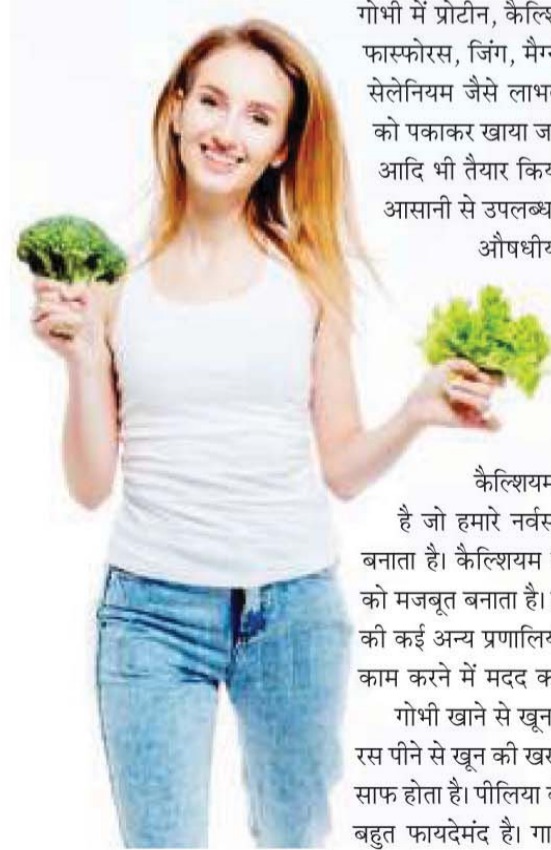 गोभी में प्रोटीन, कैल्शि
फास्फोरस, जिंग, मैग्न
सेलेनियम जैसे लाभद
को पकाकर खाया ज
आदि भी तैयार किय
आसानी से उपलब्ध
औषधीय
कैल्शियम
है जो हमारे नर्वस
बनाता है। कैल्शियम
को मजबूत बनाता है।
की कई अन्य प्रणालिय
काम करने में मदद क
गोभी खाने से खून
रस पीने से खून की खर
साफ होता है। पीलिया
बहुत फायदेमंद है। गा